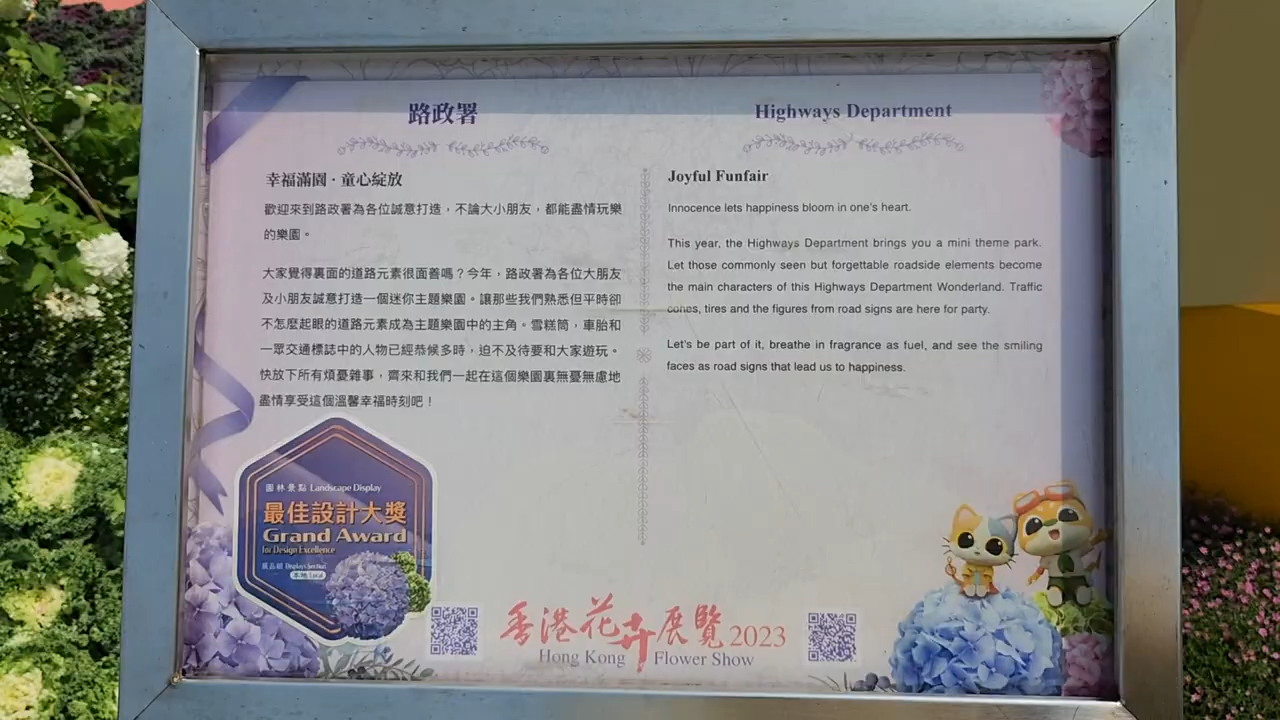 路政署
幸福滿園·童心綻放
歡迎來到路政署為各位誠意打造，不論大小朋友，都能盡情玩樂
的樂園。
大家覺得裏面的道路元素很面善嗎？今年，路政署為各位大朋友
及小朋友誠意打造一個迷你主題樂園。讓那些我們熟悉但平時卻
不怎麼起眼的道路元素成為主題樂園中的主角。雪糕筒，車胎和
一眾交通標誌中的人物已經恭候多時，迫不及待要和大家遊玩。
快放下所有煩憂雜事，齊來和我們一起在這個樂園裏無憂無慮地
盡情享受這個溫馨幸福時刻吧！
Highways Department
Joyful Funfair
Innocence lets happiness bloom in one's heart.
This year, the Highways Department brings you a mini theme park.
Let those commonly seen but forgettable roadside elements become
the main characters of this Highways Department Wonderland. Traffic
cones, tires and the figures from road signs are here for party.
Let's be part of it, breathe in fragrance as fuel, and see the smiling
faces as road signs that lead us to happiness.
園林景點 Landscape Display
最佳設計大獎
Grand Award
for Design Excellence
展品組 Displays Section
本地 Local
香港花卉展覽2023
Hong Kong Flower Show